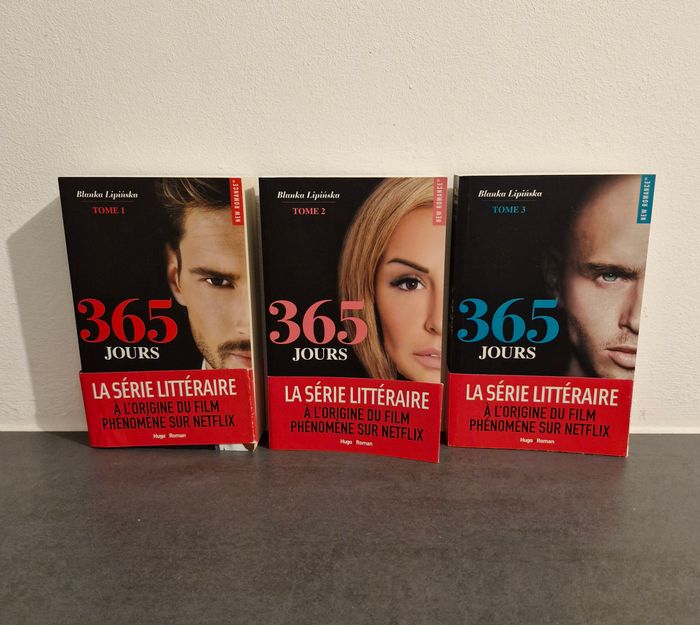 Blanka Lipińska
TOME 1
NEW ROMANCE®
365
JOURS
LA SÉRIE LITTÉRAIRE
À L'ORIGINE DU FILM
PHÉNOMÈNE SUR NETFLIX
Hugo Roman
Blanka Lipińska
TOME 2
NEW ROMANCE®
365
JOURS
LA SÉRIE LITTÉRAIRE
À L'ORIGINE DU FILM
PHÉNOMÈNE SUR NETFLIX
Hugo Roman
Blanka Lipińska
TOME 3
NEW ROMANCE®
365
JOURS
LA SÉRIE LITTÉRAIRE
À L'ORIGINE DU FILM
PHÉNOMÈNE SUR NETFLIX
Hugo Roman